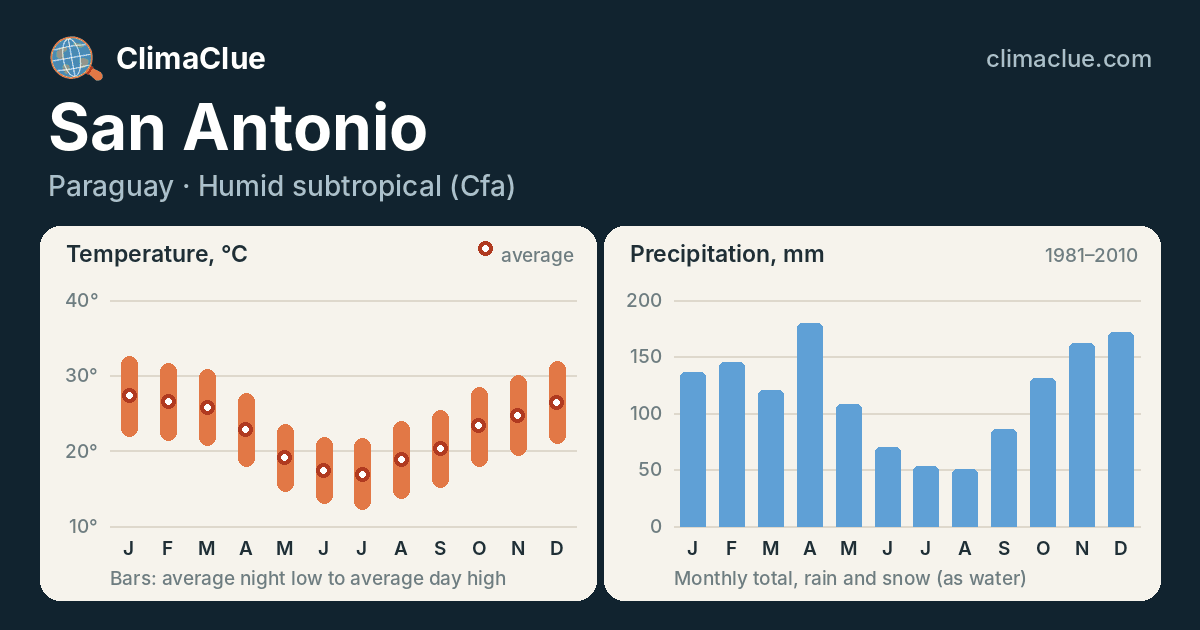 ClimaClue
climaclue.com
San Antonio
Paraguay · Humid subtropical (Cfa)
Temperature, °C
average
40°
30°
20°
10°
J F M A M J J A S O N D
Bars: average night low to average day high
Precipitation, mm
1981–2010
200
150
100
50
0
J F M A M J J A S O N D
Monthly total, rain and snow (as water)